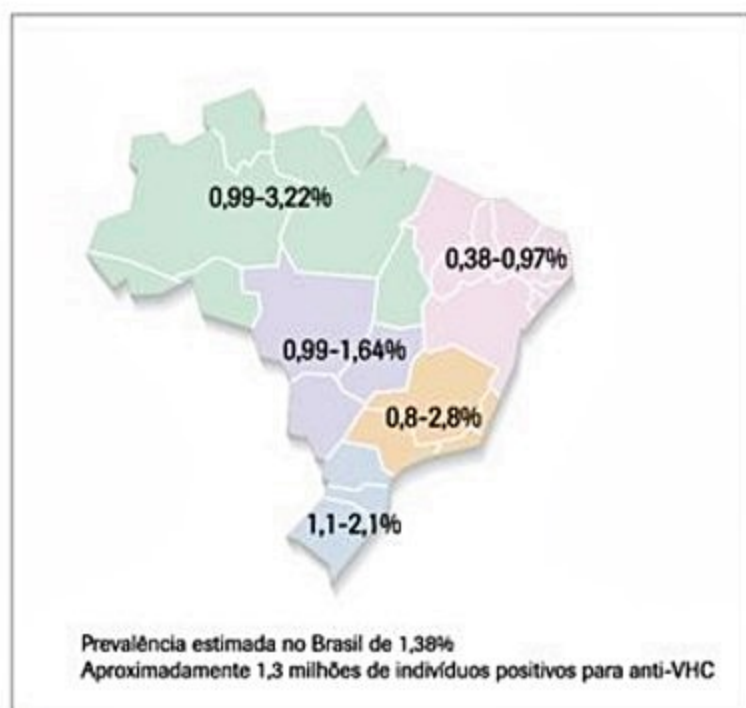 0,99-3,22%
0,38-0,97%
0,99-1,64%
0,8-2,8%
1,1-2,1%
Prevalência estimada no Brasil de 1,38%
Aproximadamente 1,3 milhões de indivíduos positivos para anti-VHC